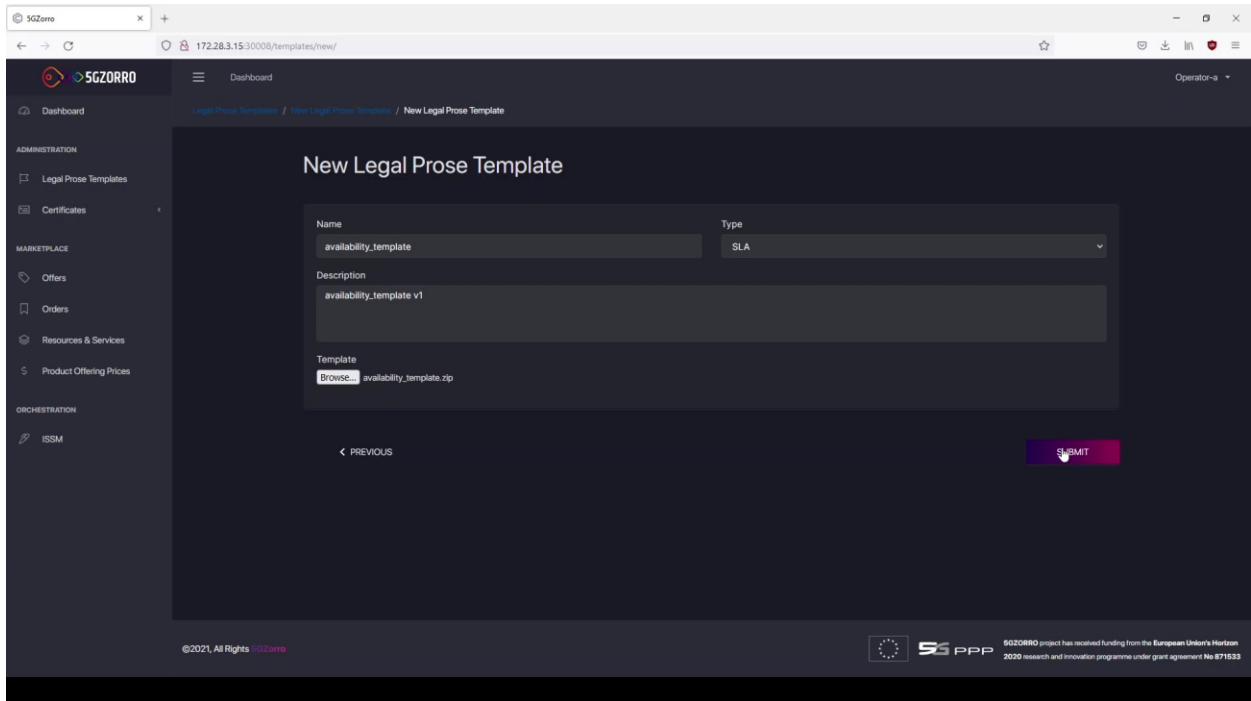 5GZorro
172.28.3.15:30008/templates/new/
5GZORRO
Dashboard
Operator-a
Dashboard
Legal Prose Templates / New Legal Prose Template / New Legal Prose Template
ADMINISTRATION
Legal Prose Templates
Certificates
MARKETPLACE
Offers
Orders
Resources & Services
Product Offering Prices
ORCHESTRATION
ISSM
New Legal Prose Template
Name
Type
availability_template
SLA
Description
availability_template v1
Template
Browse... availability_template.zip
PREVIOUS
SUBMIT
©2021, All Rights 5GZorro
5G PPP
5GZORRO project has received funding from the European Union's Horizon
2020 research and innovation programme under grant agreement No 871533